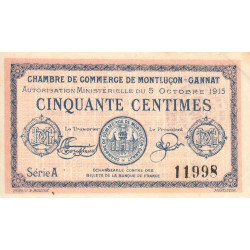 CHAMBRE DE COMMERCE DE MONTLUÇON-GANNAT
AUTORISATION MINISTÉRIELLE DU 5 OCTOBRE 1915
CINQUANTE CENTIMES
Le Trésorier
Le Président
Série A
11998
ÉCHANGEABLE CONTRE DES
BILLETS DE LA BANQUE DE FRANCE